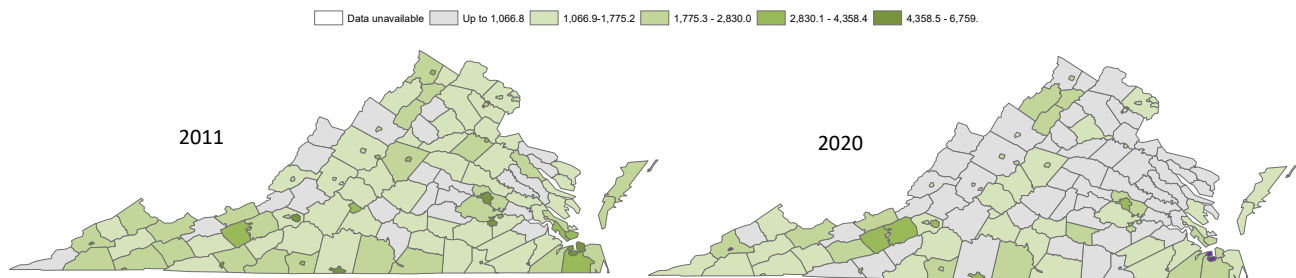 Data unavailable Up to 1,066.8 1,066.9-1,775.2 1,775.3 - 2,830.0 2,830.1 - 4,358.4 4,358.5 - 6,759.
2011
2020